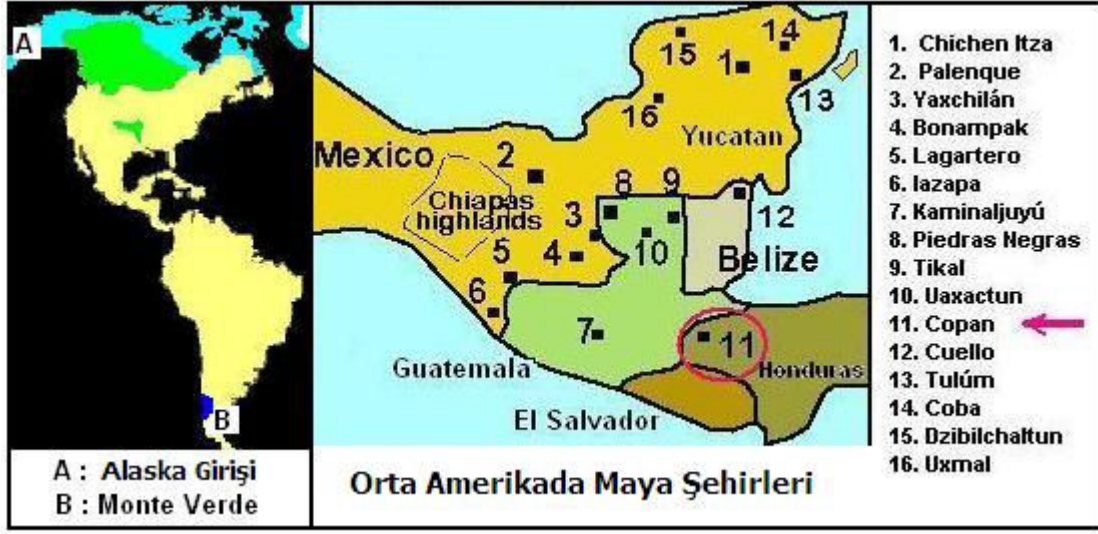 A
B
A : Alaska Girişi
B : Monte Verde
15
14
1
13
16
Yucatan
Mexico
2
Chiapas
highlands
8
9
3
12
10
5
4
Belize
6
7
11
Guatemala
Honduras
El Salvador
Orta Amerikada Maya Şehirleri
1. Chichen Itza
2. Palenque
3. Yaxchilán
4. Bonampak
5. Lagartero
6. Iazapa
7. Kaminaljuyú
8. Piedras Negras
9. Tikal
10. Uaxactun
11. Copan
12. Cuello
13. Tulúm
14. Coba
15. Dzibilchaltun
16. Uxmal